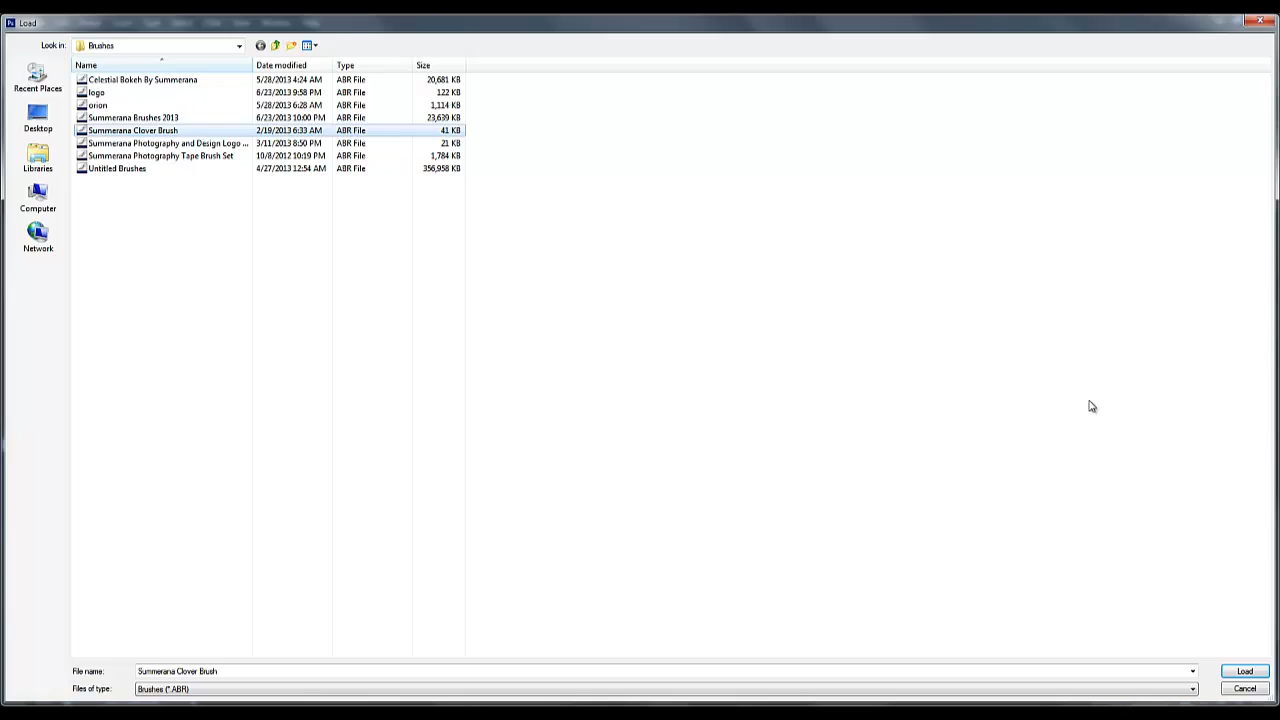 Load
Look in: Brushes
Name Date modified Type Size
Celestial Bokeh By Summerana 5/28/2013 4:24 AM ABR File 20,681 KB
logo 6/23/2013 9:58 PM ABR File 122 KB
orion 5/28/2013 6:28 AM ABR File 1,114 KB
Summerana Brushes 2013 6/23/2013 10:00 PM ABR File 23,639 KB
Summerana Clover Brush 2/19/2013 6:33 AM ABR File 41 KB
Summerana Photography and Design Logo ... 3/11/2013 8:50 PM ABR File 21 KB
Summerana Photography Tape Brush Set 10/8/2012 10:19 PM ABR File 1,784 KB
Untitled Brushes 4/27/2013 12:54 AM ABR File 356,958 KB
Recent Places
Desktop
Libraries
Computer
Network
File name: Summerana Clover Brush Load
Files of type: Brushes (*.ABR) Cancel